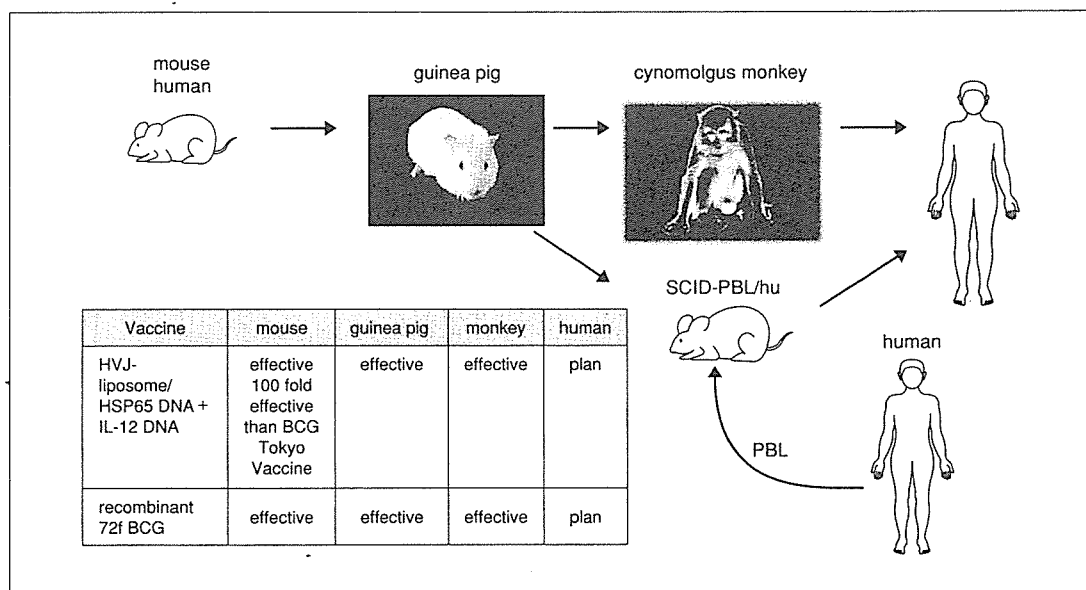 mouse
human
guinea pig
cynomolgus monkey
SCID-PBL/hu
human
PBL
Vaccine mouse guinea pig monkey human
HVJ- effective effective effective plan
liposome/ 100 fold
HSP65 DNA + effective
IL-12 DNA than BCG
Tokyo
Vaccine
recombinant
72f BCG effective effective effective plan